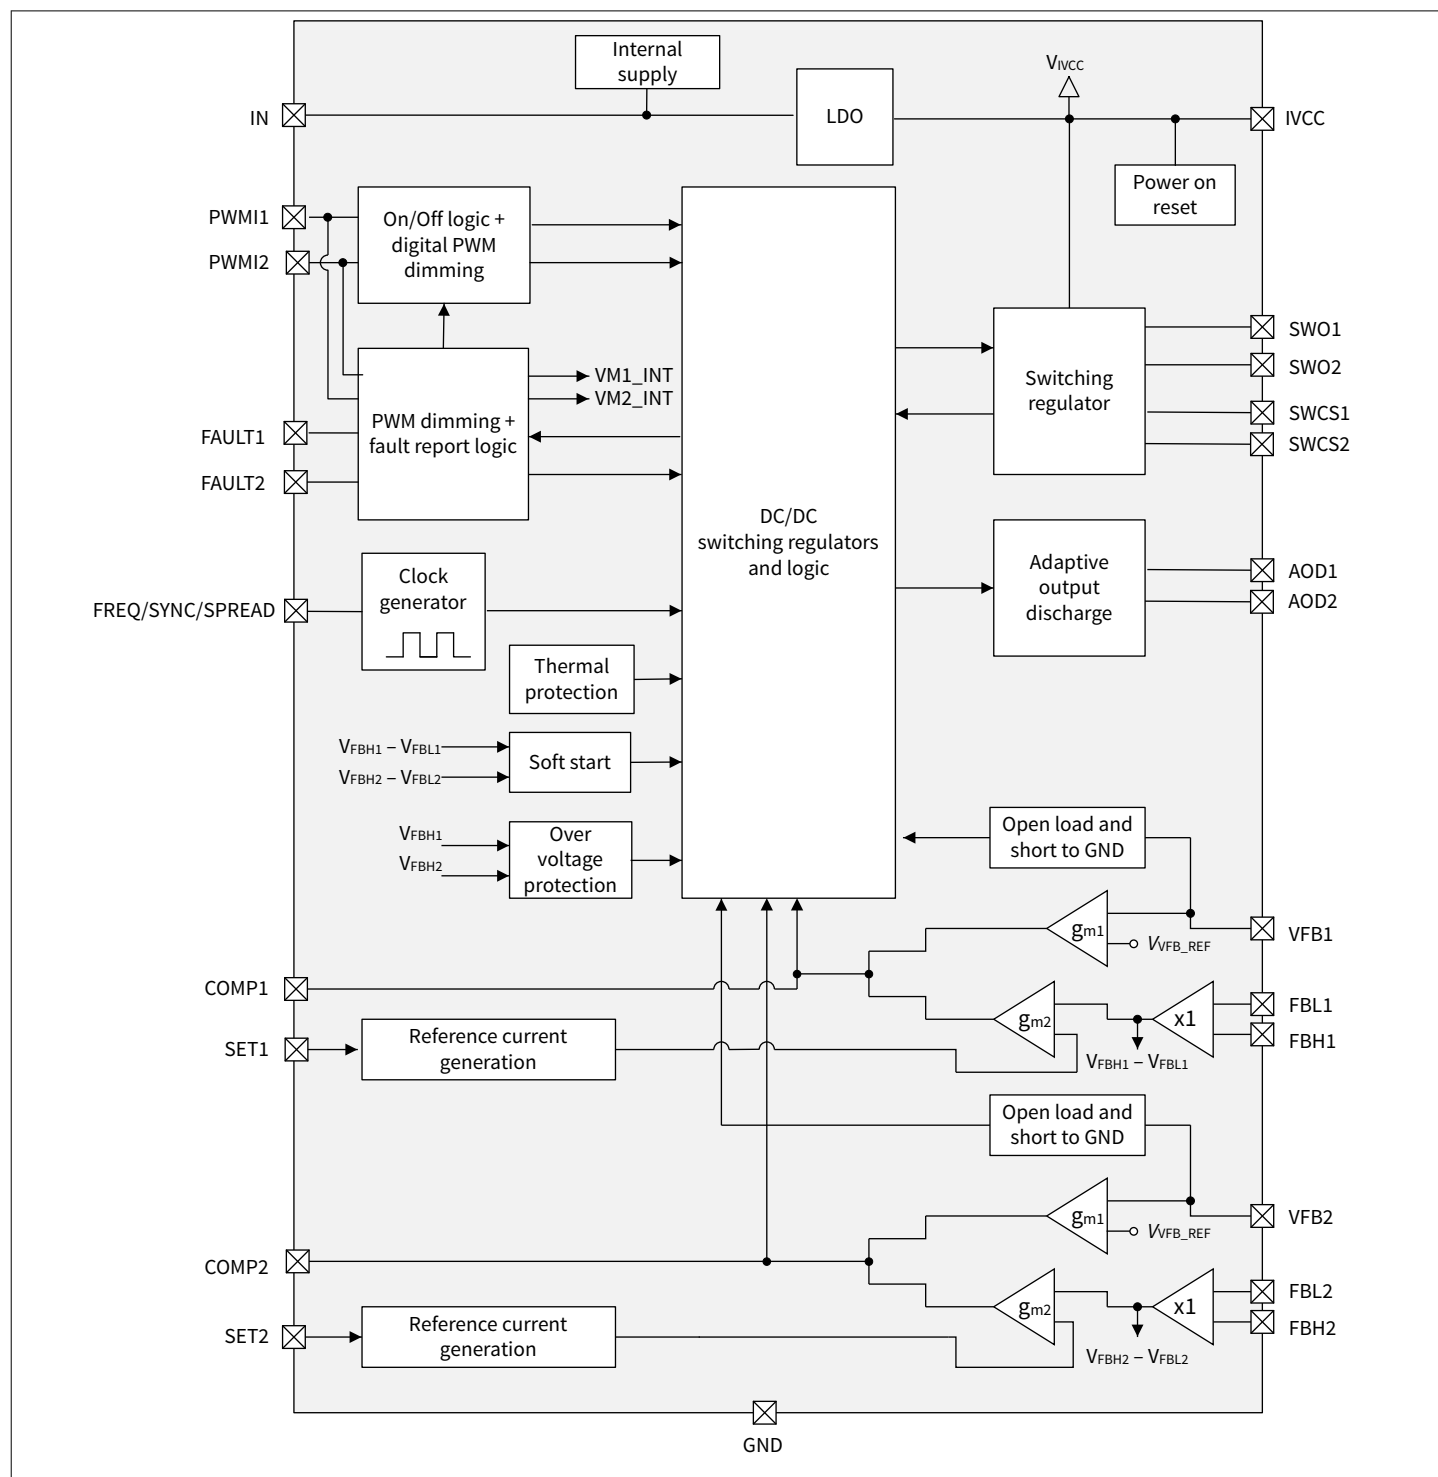 Internal
supply
VIVCC
IN
LDO
IVCC
Power on
reset
PWMI1
On/Off logic +
digital PWM
dimming
PWMI2
SWO1
SWO2
VM1_INT
VM2_INT
Switching
regulator
PWM dimming +
fault report logic
SWCS1
SWCS2
FAULT1
FAULT2
DC/DC
switching regulators
and logic
Clock
generator
FREQ/SYNC/SPREAD
Adaptive
output
discharge
AOD1
AOD2
Thermal
protection
VFBH1 – VFBL1
VFBH2 – VFBL2
Soft start
VFBH1
VFBH2
Over
voltage
protection
Open load and
short to GND
gm1
VVFB_REF
VFB1
COMP1
gm2
x1
FBL1
FBH1
VFBH1 – VFBL1
SET1
Reference current
generation
Open load and
short to GND
gm1
VVFB_REF
VFB2
COMP2
gm2
x1
FBL2
FBH2
VFBH2 – VFBL2
SET2
Reference current
generation
GND